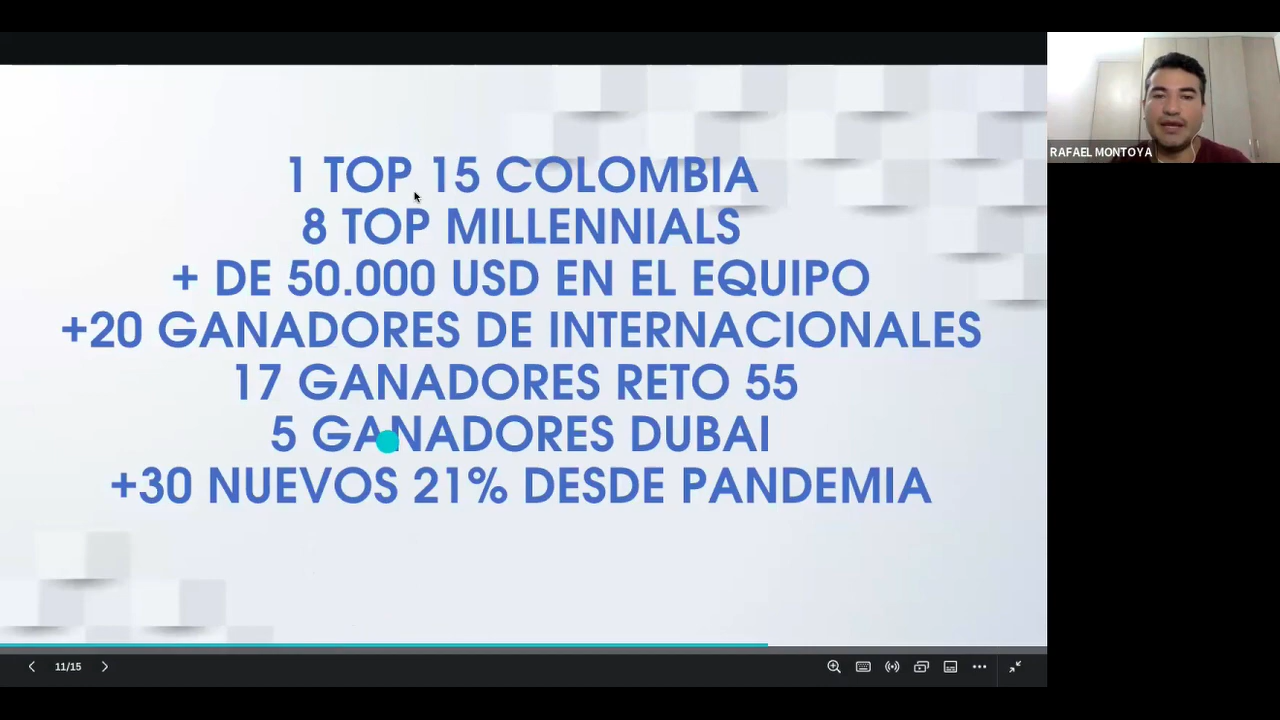 1 TOP 15 COLOMBIA
8 TOP MILLENNIALS
+ DE 50.000 USD EN EL EQUIPO
+20 GANADORES DE INTERNACIONALES
17 GANADORES RETO 55
5 GANADORES DUBAI
+30 NUEVOS 21% DESDE PANDEMIA
RAFAEL MONTOYA
11/15